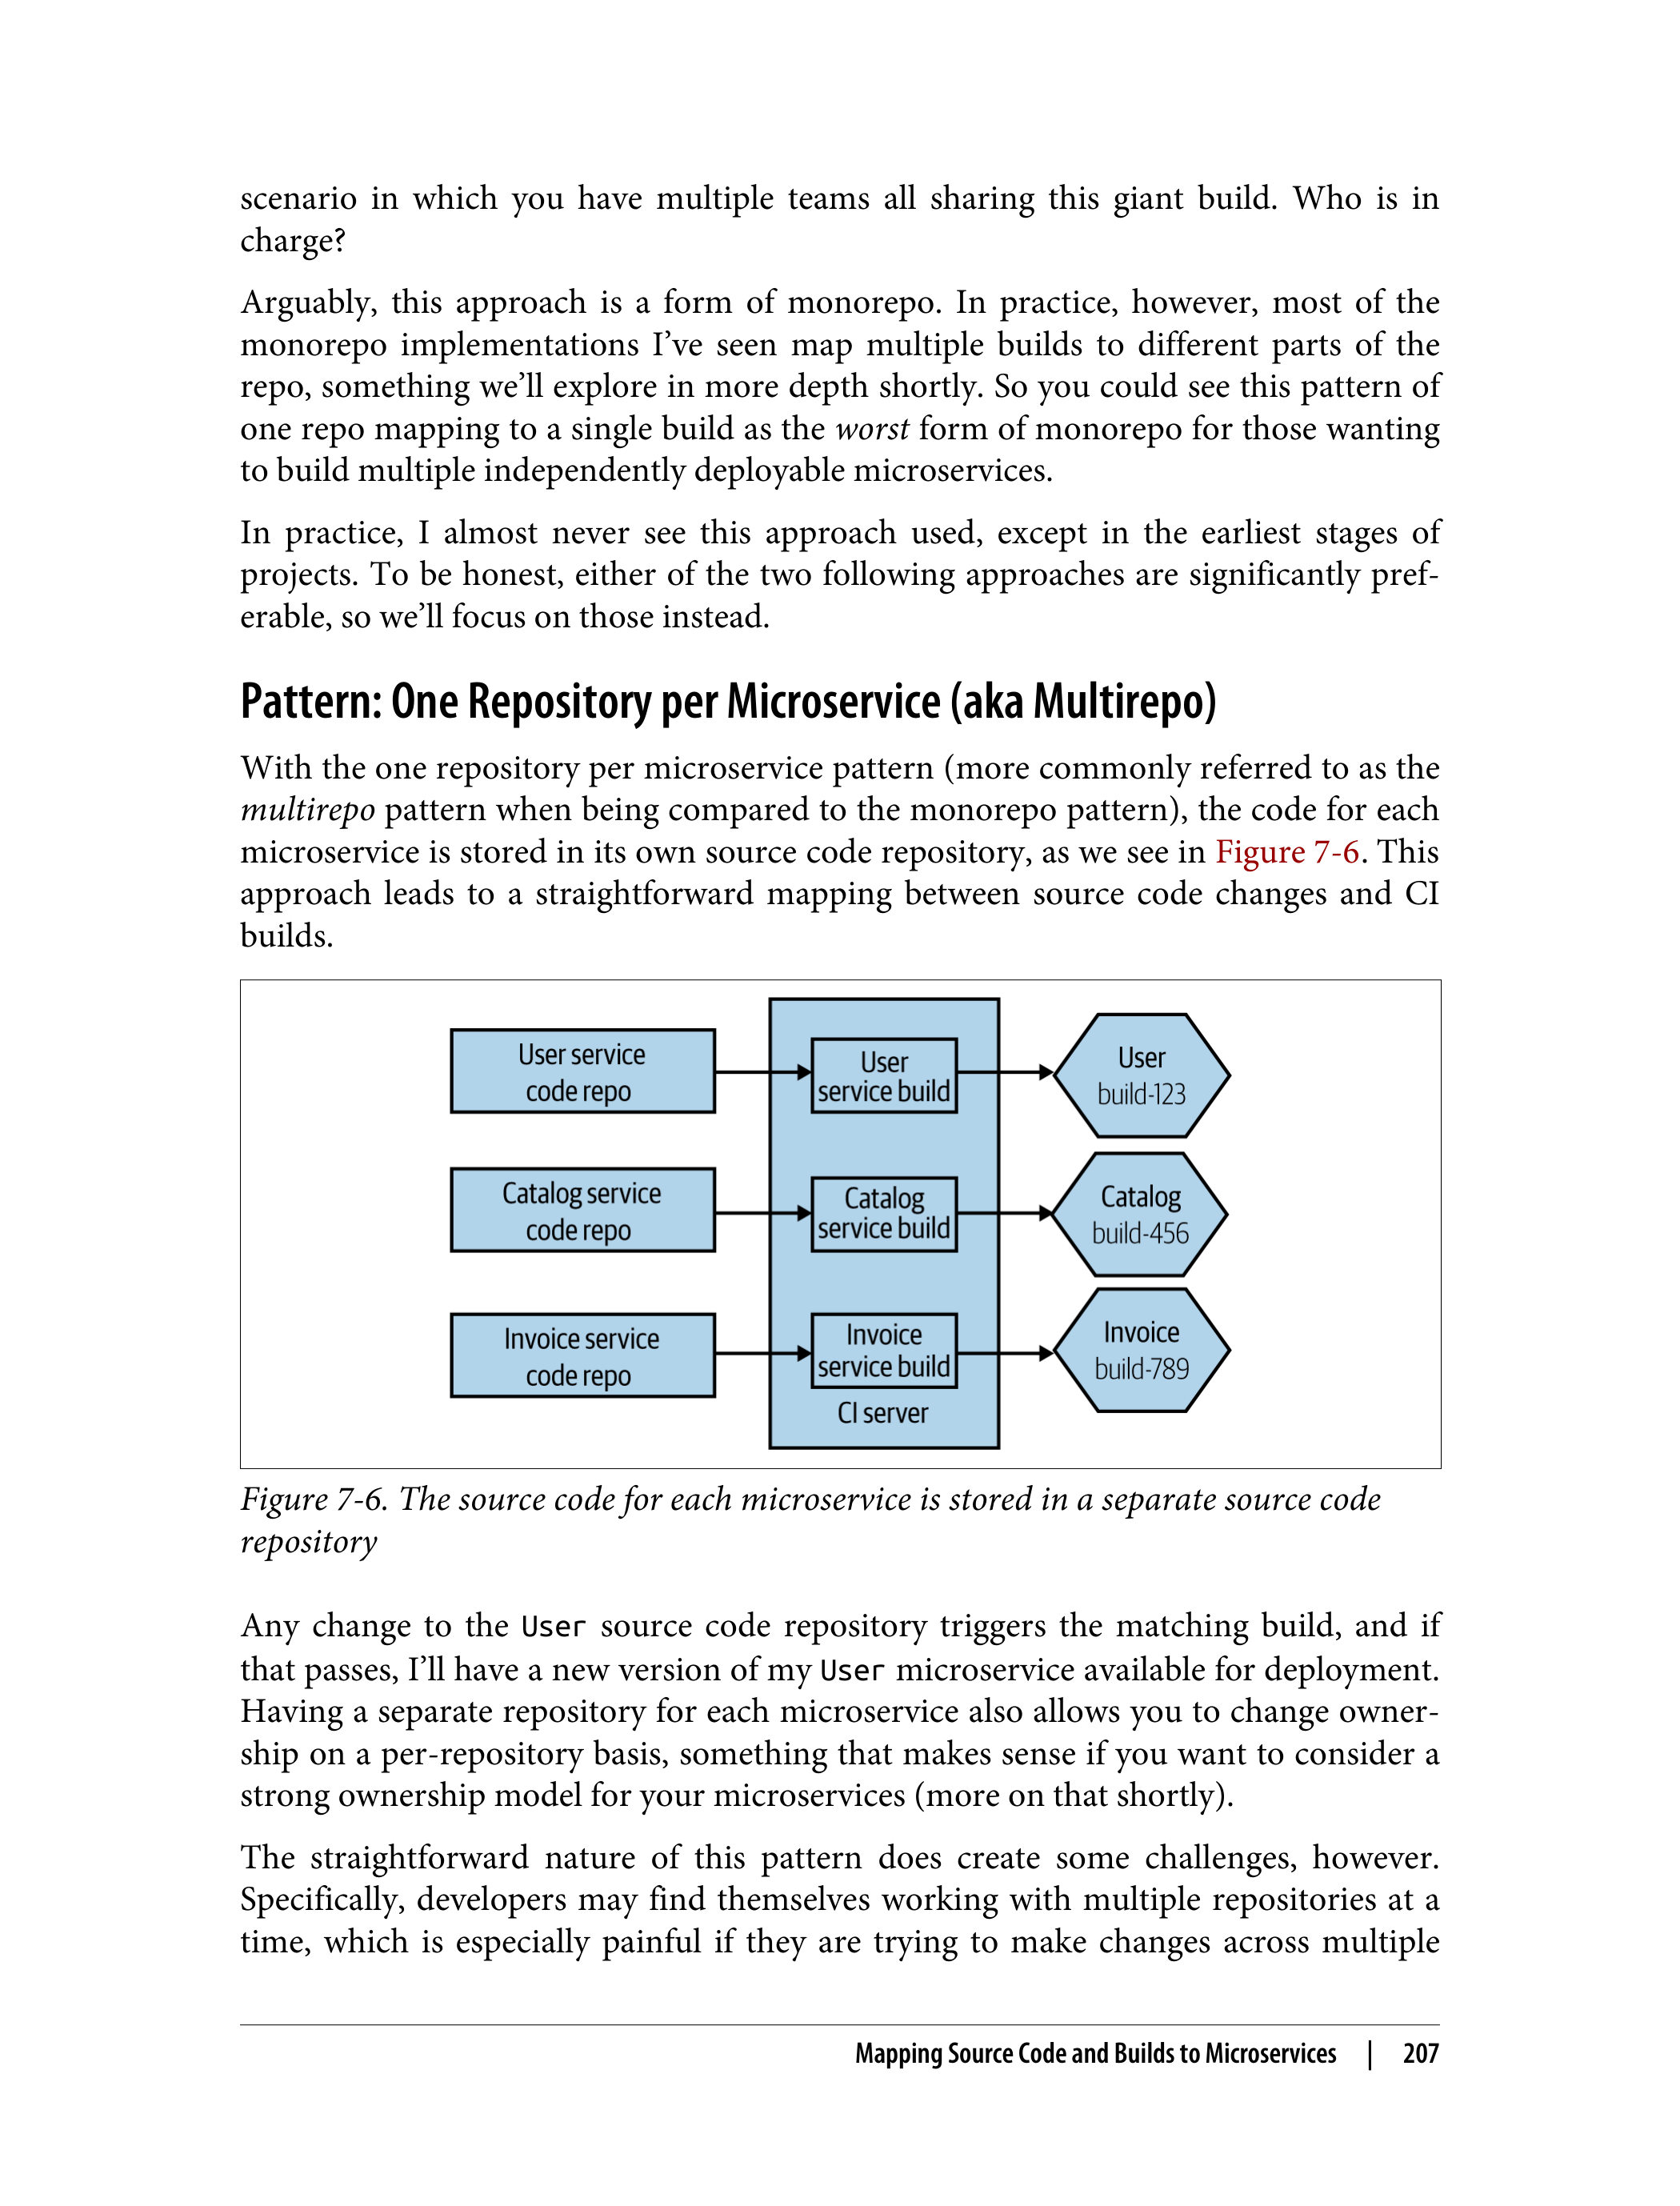 scenario in which you have multiple teams all sharing this giant build. Who is in
charge?
Arguably, this approach is a form of monorepo. In practice, however, most of the
monorepo implementations I’ve seen map multiple builds to different parts of the
repo, something we’ll explore in more depth shortly. So you could see this pattern of
one repo mapping to a single build as the worst form of monorepo for those wanting
to build multiple independently deployable microservices.
In practice, I almost never see this approach used, except in the earliest stages of
projects. To be honest, either of the two following approaches are significantly pref-
erable, so we’ll focus on those instead.
Pattern: One Repository per Microservice (aka Multirepo)
With the one repository per microservice pattern (more commonly referred to as the
multirepo pattern when being compared to the monorepo pattern), the code for each
microservice is stored in its own source code repository, as we see in Figure 7-6. This
approach leads to a straightforward mapping between source code changes and CI
builds.
User service
code repo
User
service build
User
build-123
Catalog service
code repo
Catalog
service build
Catalog
build-456
Invoice service
code repo
Invoice
service build
Invoice
build-789
CI server
Figure 7-6. The source code for each microservice is stored in a separate source code
repository
Any change to the User source code repository triggers the matching build, and if
that passes, I’ll have a new version of my User microservice available for deployment.
Having a separate repository for each microservice also allows you to change owner-
ship on a per-repository basis, something that makes sense if you want to consider a
strong ownership model for your microservices (more on that shortly).
The straightforward nature of this pattern does create some challenges, however.
Specifically, developers may find themselves working with multiple repositories at a
time, which is especially painful if they are trying to make changes across multiple
Mapping Source Code and Builds to Microservices | 207